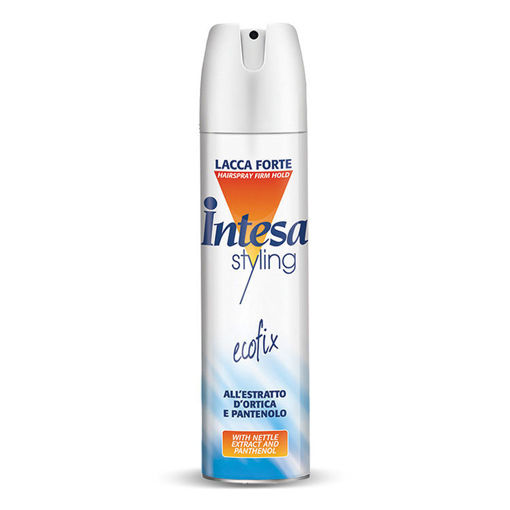 LACCA FORTE
HAIRSPRAY FIRM HOLD
Intesa
styling
ecofix
ALL'ESTRATTO
D'ORTICA
E PANTENOLO
WITH NETTLE
EXTRACT AND
PANTHENOL